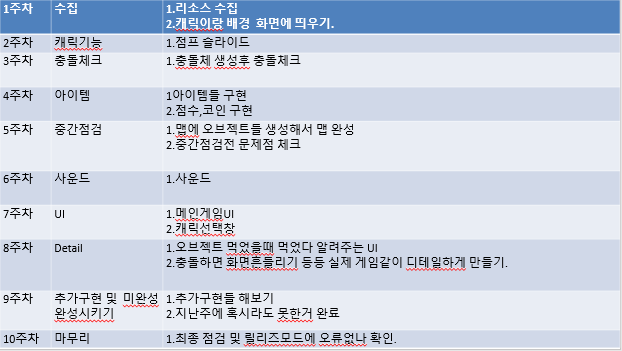 1주차 수집 1.리소스 수집
2.캐릭이랑 배경 화면에 띄우기.
2주차 캐릭기능 1.점프 슬라이드
3주차 충돌체크 1.충돌체 생성후 충돌체크
4주차 아이템 1아이템들 구현
2.점수,코인 구현
5주차 중간점검 1.맵에 오브젝트들 생성해서 맵 완성
2.중간점검전 문제점 체크
6주차 사운드 1.사운드
7주차 UI 1.메인게임UI
2.캐릭선택창
8주차 Detail 1.오브젝트 먹었을때 먹었다 알려주는 UI
2.충돌하면 화면흔들리기 등등 실제 게임같이 디테일하게 만들기.
9주차 추가구현 및 미완성 1.추가구현들 해보기
완성시키기 2.지난주에 혹시라도 못한거 완료
10주차 마무리 1.최종 점검 및 릴리즈모드에 오류없나 확인.